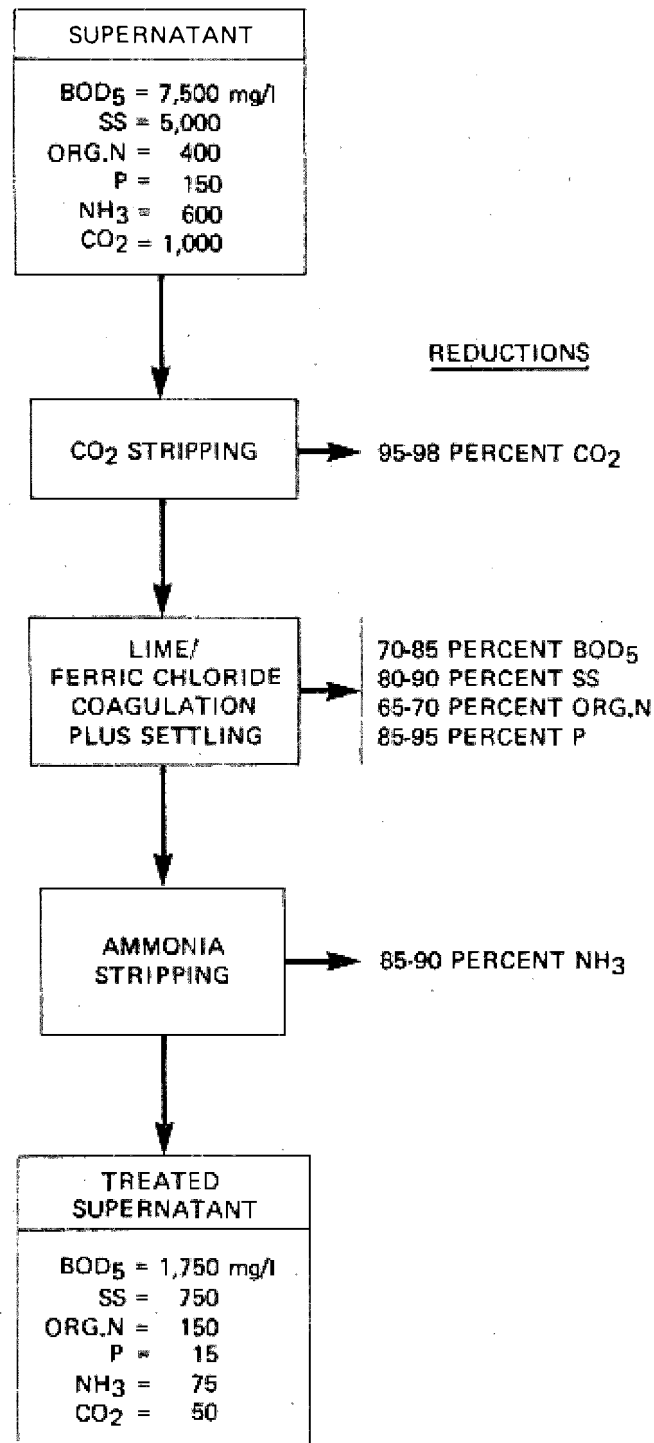 SUPERNATANT
BOD5 = 7,500 mg/l
SS = 5,000
ORG.N = 400
P = 150
NH3 = 600
CO2 = 1,000
REDUCTIONS
CO2 STRIPPING
95-98 PERCENT CO2
LIME/
FERRIC CHLORIDE
COAGULATION
PLUS SETTLING
70-85 PERCENT BOD5
80-90 PERCENT SS
65-70 PERCENT ORG.N
85-95 PERCENT P
AMMONIA
STRIPPING
85-90 PERCENT NH3
TREATED
SUPERNATANT
BOD5 = 1,750 mg/l
SS = 750
ORG.N = 150
P = 15
NH3 = 75
CO2 = 50